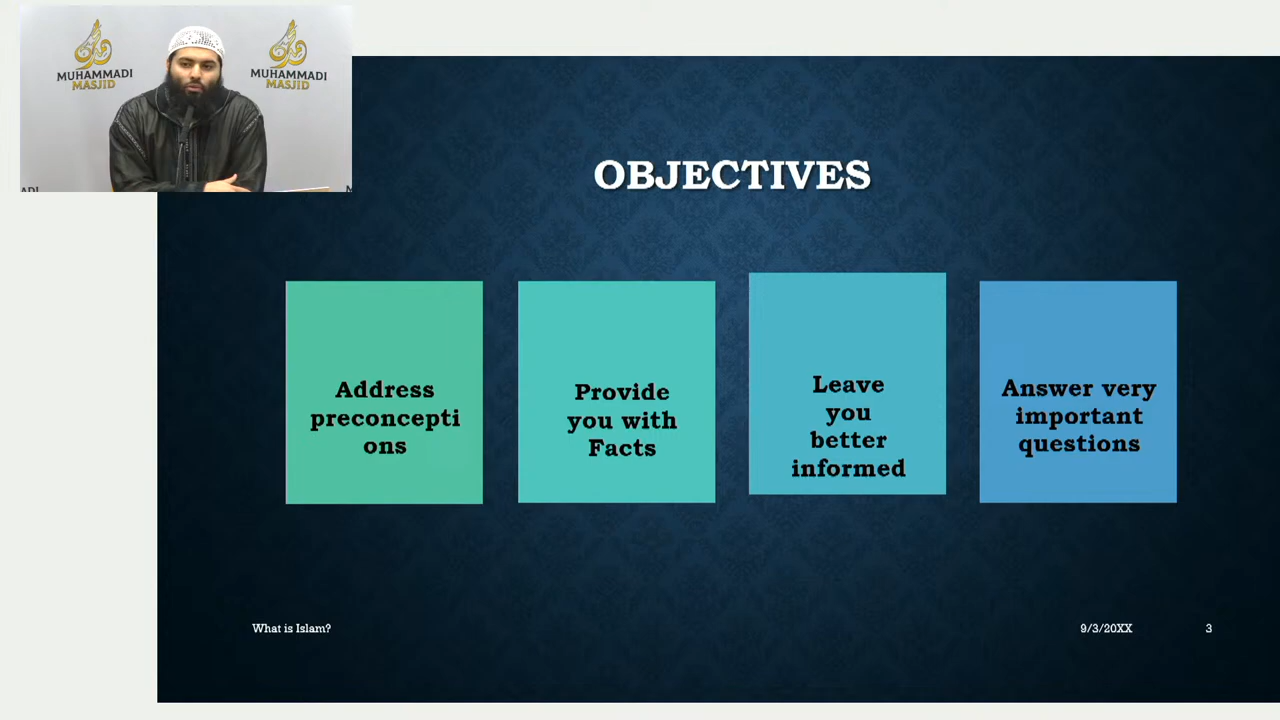 MUHAMMADI
MASJID
MUHAMMADI
MASJID
OBJECTIVES
Address
preconcepti
ons
Provide
you with
Facts
Leave
you
better
informed
Answer very
important
questions
What is Islam?
9/3/20XX
3